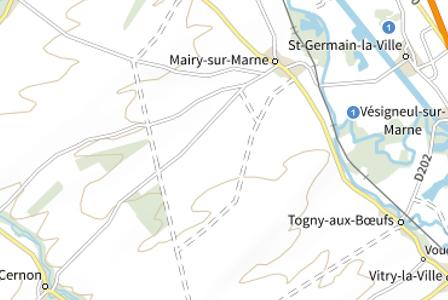 1
St-Germain-la-Ville
Mairy-sur-Marne
1
Vésigneul-sur-
Marne
D202
Togny-aux-Bœufs
Cernon
Vitry-la-Ville